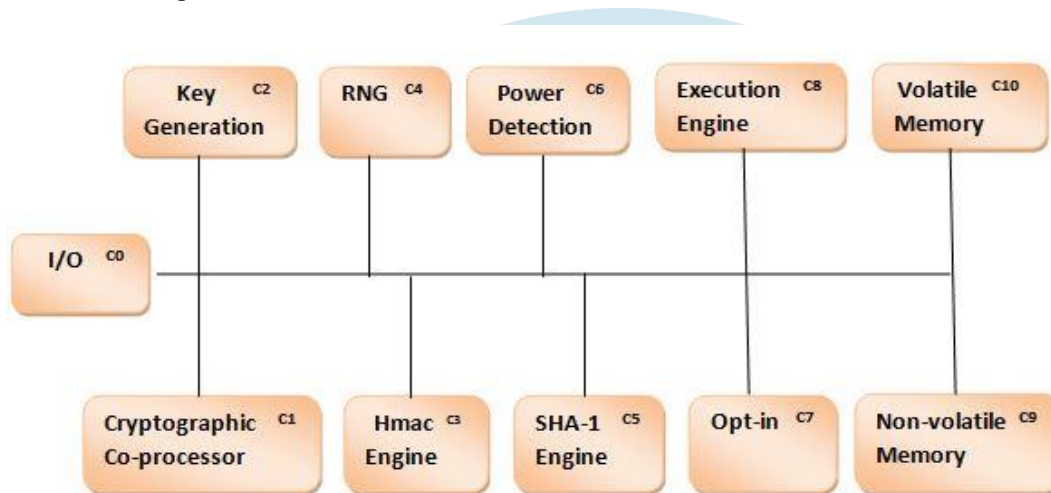 Key C2
Generation
RNG C4
Power C6
Detection
Execution C8
Engine
Volatile C10
Memory
I/O C0
Cryptographic C1
Co-processor
Hmac C3
Engine
SHA-1 C5
Engine
Opt-in C7
Non-volatile C9
Memory